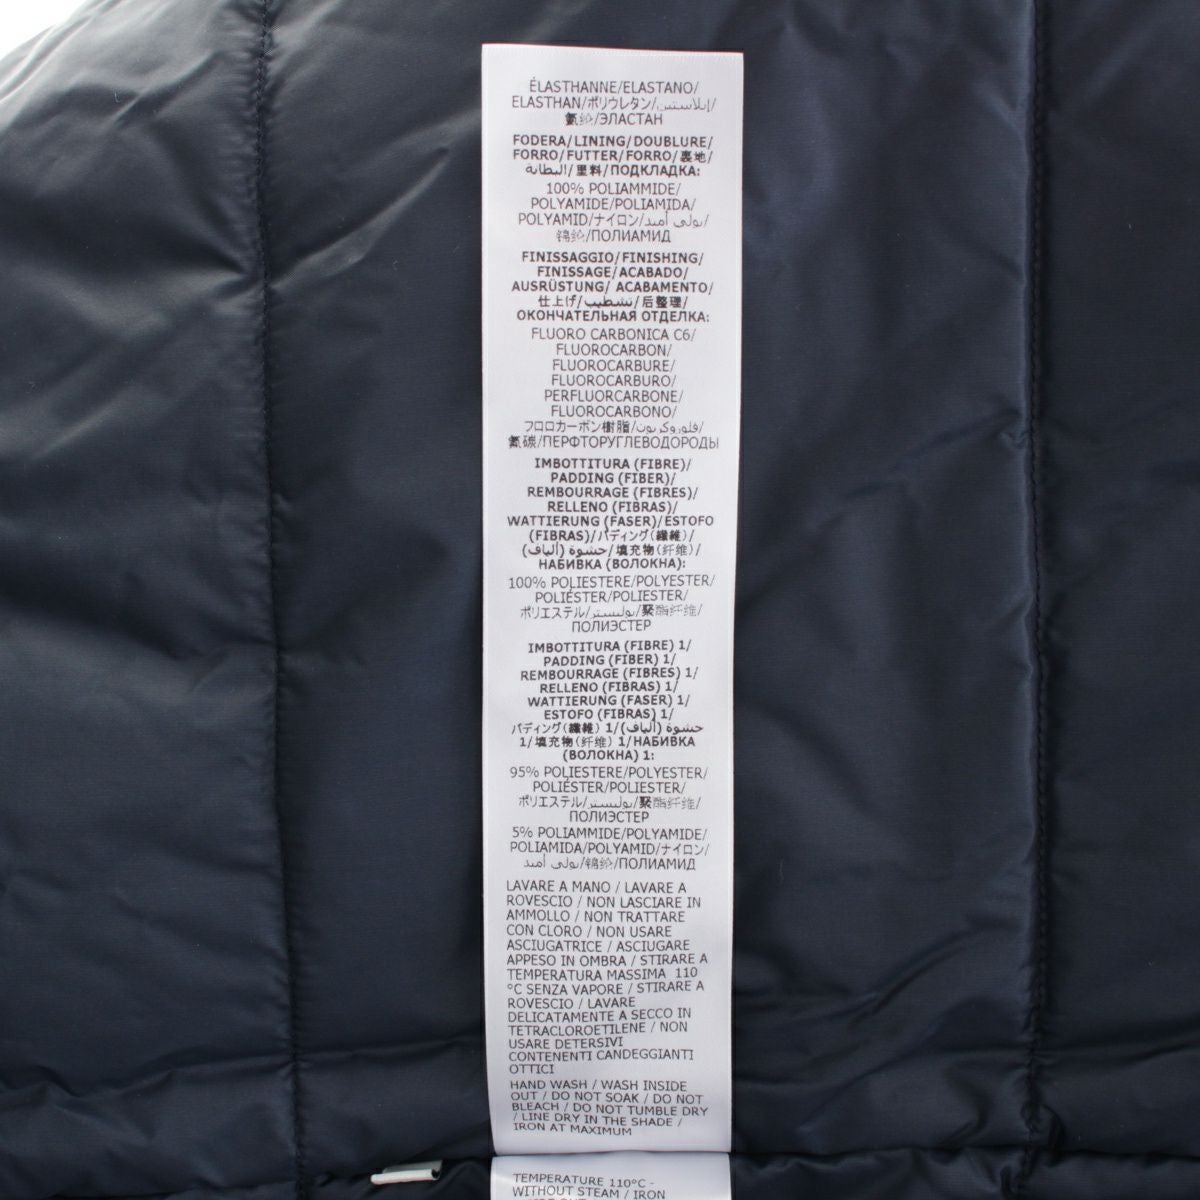 ÉLASTHANNE/ELASTANO/
ELASTHAN/ポリウレタン/إيلاستين/
氨纶/ЭЛАСТАН
FODERA/LINING/DOUBLURE/
FORRO/FUTTER/FORRO/裏地/
البطانة/里料/ПОДКЛАДКА:
100% POLIAMMIDE/
POLYAMIDE/POLIAMIDA/
POLYAMID/ナイロン/بولي أميد/
锦纶/ПОЛИАМИД
FINISSAGGIO/FINISHING/
FINISSAGE/ACABADO/
AUSRÜSTUNG/ ACABAMENTO/
仕上げ/تشطيب/后整理/
ОКОНЧАТЕЛЬНАЯ ОТДЕЛКА:
FLUORO CARBONICA C6/
FLUOROCARBON/
FLUOROCARBURE/
FLUOROCARBURO/
PERFLUORCARBONE/
FLUOROCARBONO/
フロロカーボン樹脂/فلوروكربون/
氟碳/ПЕРФТОРУГЛЕВОДОРОДЫ
IMBOTTITURA (FIBRE)/
PADDING (FIBER)/
REMBOURRAGE (FIBRES)/
RELLENO (FIBRAS)/
WATTIERUNG (FASER)/ESTOFO
(FIBRAS)/パディング(繊維)/
حشوة (ألياف)/填充物(纤维)/
НАБИВКА (ВОЛОКНА):
100% POLIESTERE/POLYESTER/
POLIÉSTER/POLIESTER/
ポリエステル/بوليستر/聚酯纤维/
ПОЛИЭСТЕР
IMBOTTITURA (FIBRE) 1/
PADDING (FIBER) 1/
REMBOURRAGE (FIBRES) 1/
RELLENO (FIBRAS) 1/
WATTIERUNG (FASER) 1/
ESTOFO (FIBRAS) 1/
パディング(繊維) 1/حشوة (ألياف)
1/填充物(纤维) 1/НАБИВКА
(ВОЛОКНА) 1:
95% POLIESTERE/POLYESTER/
POLIÉSTER/POLIESTER/
ポリエステル/بوليستر/聚酯纤维/
ПОЛИЭСТЕР
5% POLIAMMIDE/POLYAMIDE/
POLIAMIDA/POLYAMID/ナイロン/
بولي أميد/锦纶/ПОЛИАМИД
LAVARE A MANO / LAVARE A
ROVESCIO / NON LASCIARE IN
AMMOLLO / NON TRATTARE
CON CLORO / NON USARE
ASCIUGATRICE / ASCIUGARE
APPESO IN OMBRA / STIRARE A
TEMPERATURA MASSIMA 110
°C SENZA VAPORE / STIRARE A
ROVESCIO / LAVARE
DELICATAMENTE A SECCO IN
TETRACLOROETILENE / NON
USARE DETERSIVI
CONTENENTI CANDEGGIANTI
OTTICI
HAND WASH / WASH INSIDE
OUT / DO NOT SOAK / DO NOT
BLEACH / DO NOT TUMBLE DRY
/ LINE DRY IN THE SHADE /
IRON AT MAXIMUM
TEMPERATURE 110°C -
WITHOUT STEAM / IRON